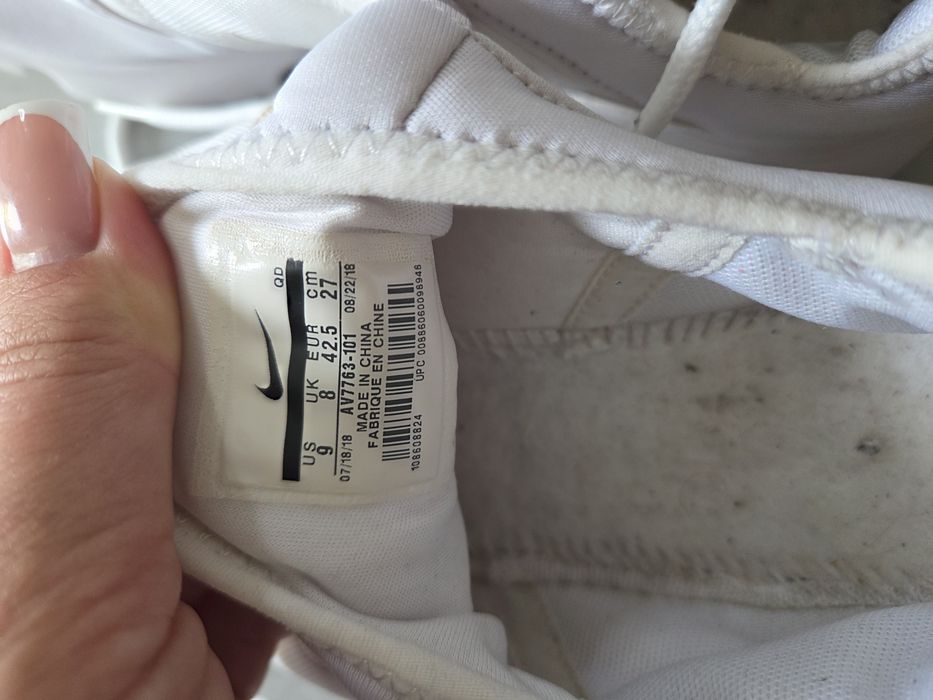 QD
US UK EUR cm
9 8 42.5 27
07/18/18 AV7763-101 08/22/18
MADE IN CHINA
FABRIQUE EN CHINE
UPC 00886060096946
108608824